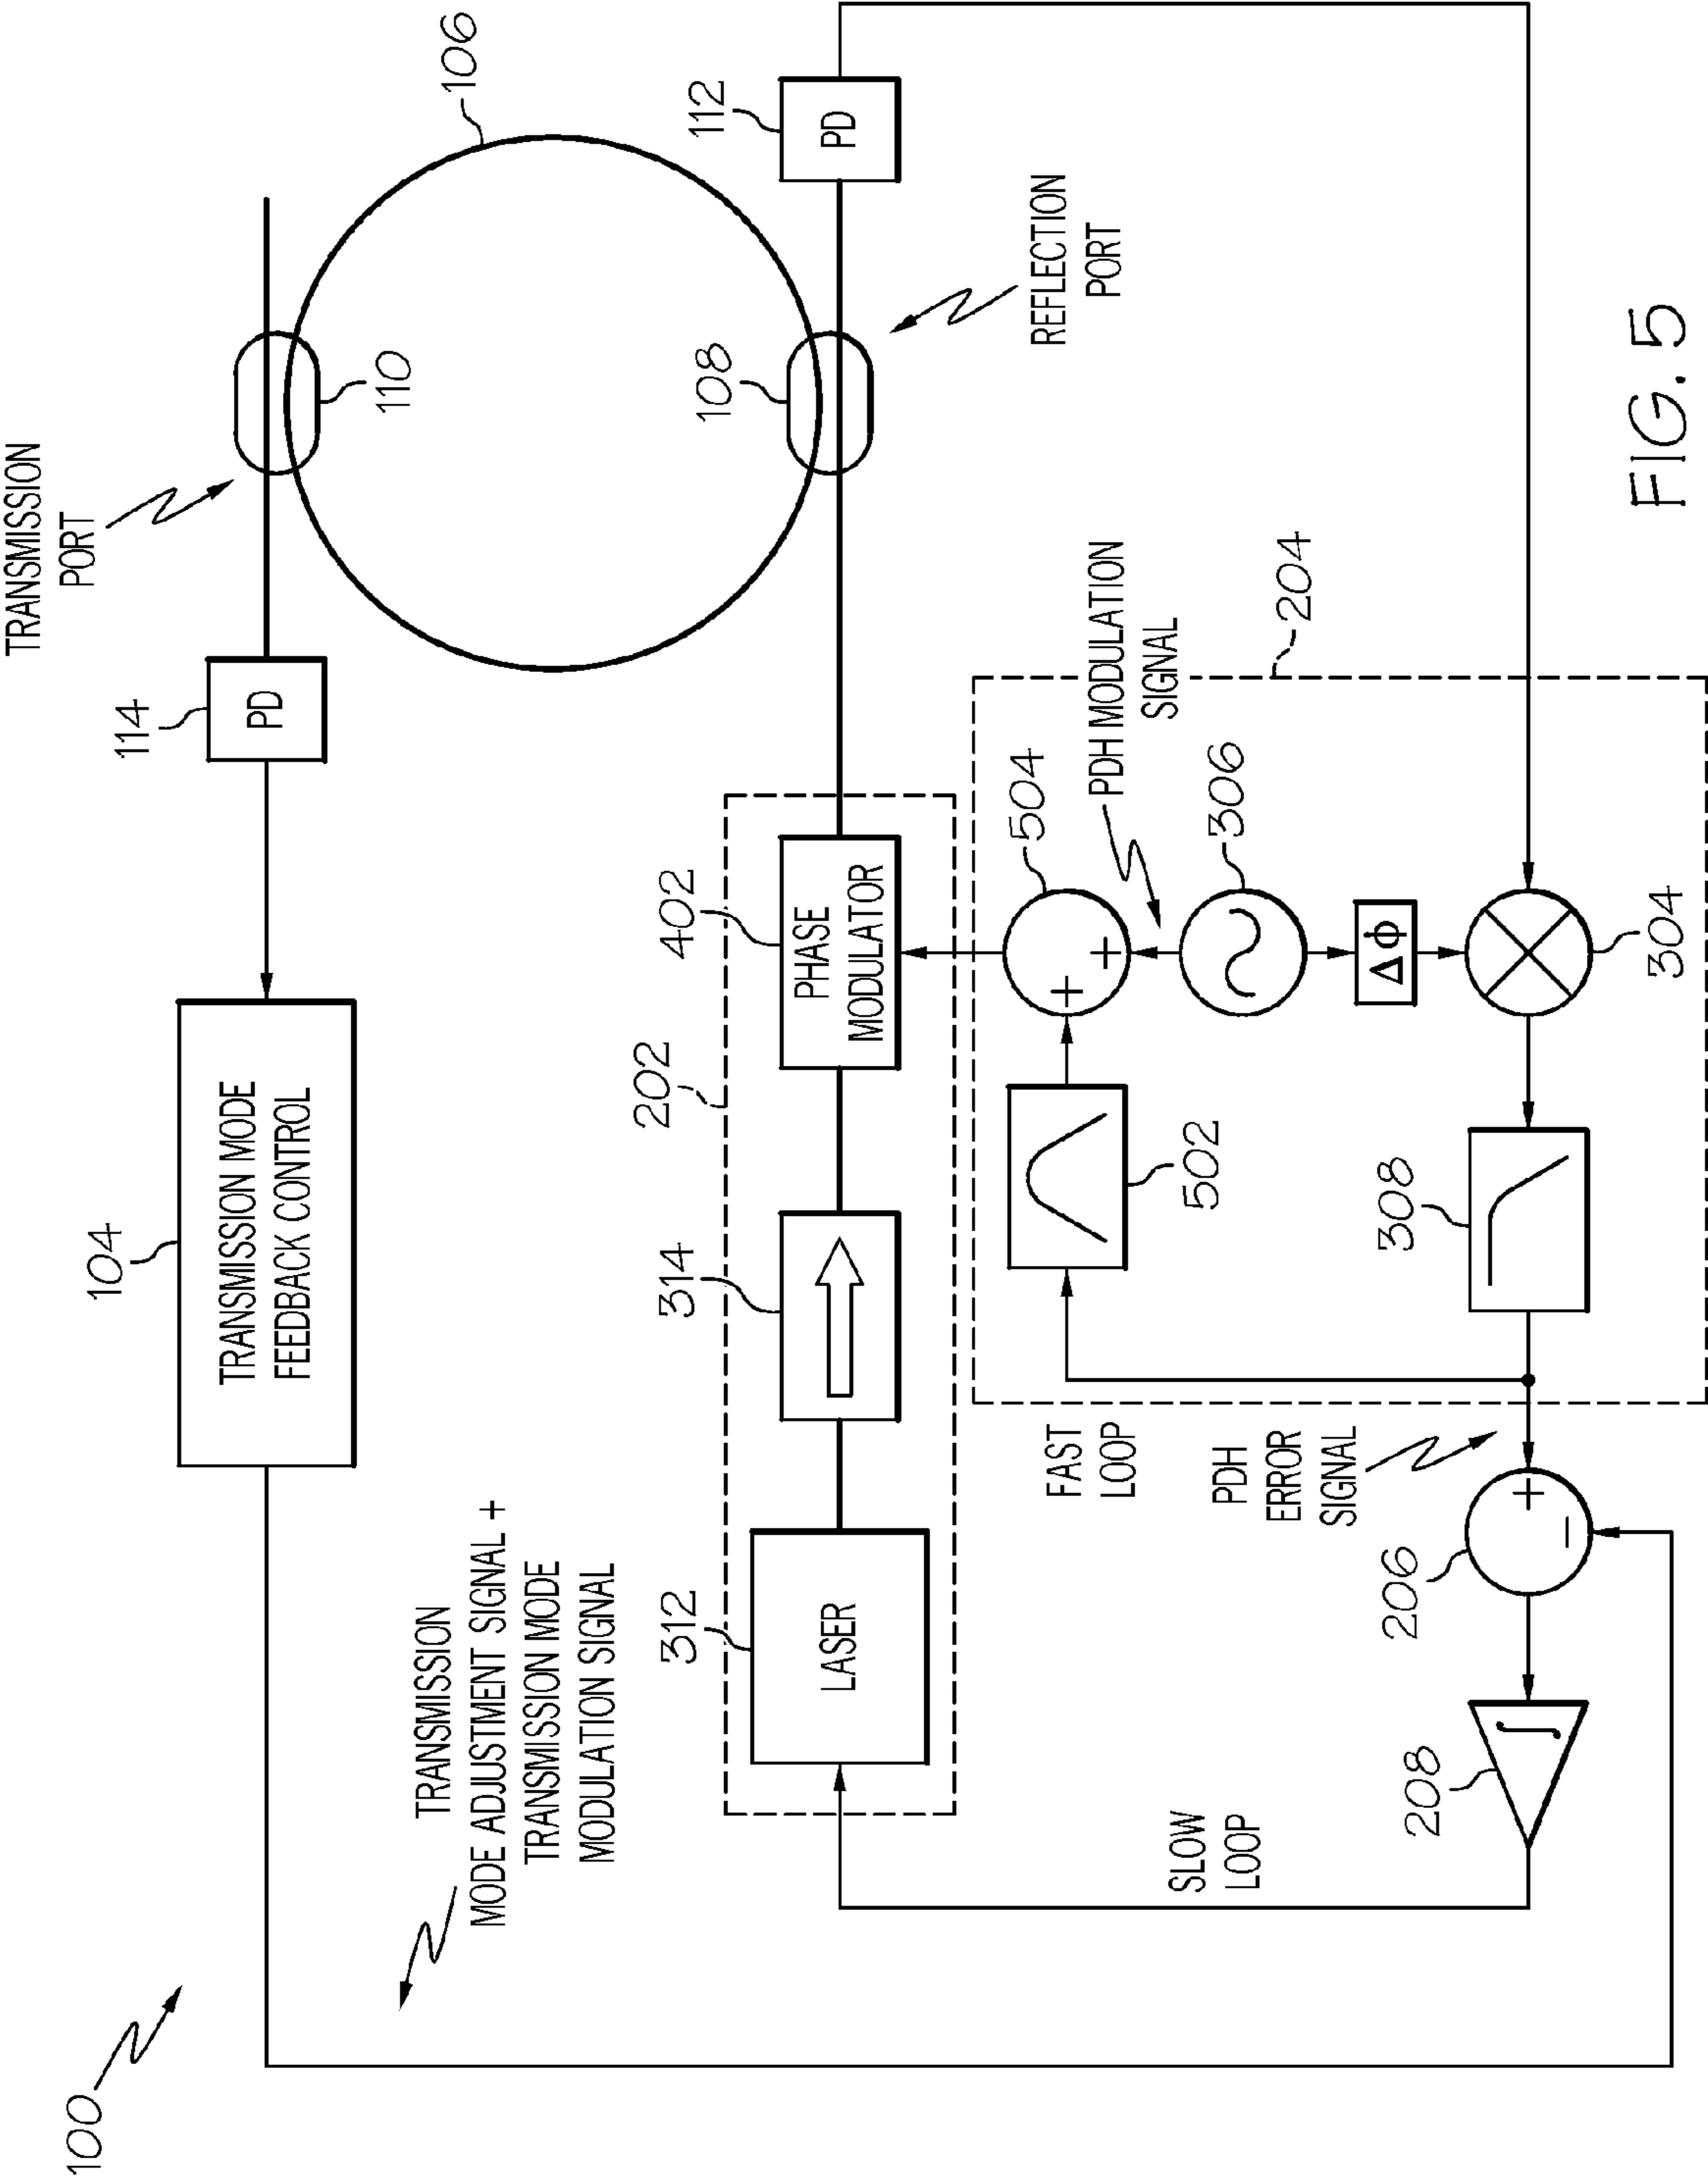 100
TRANSMISSION
MODE ADJUSTMENT SIGNAL +
TRANSMISSION MODE
MODULATION SIGNAL
104
TRANSMISSION MODE
FEEDBACK CONTROL
114
PD
TRANSMISSION
PORT
110
106
312
LASER
314
202
402
PHASE
MODULATOR
108
REFLECTION
PORT
112
PD
SLOW
LOOP
FAST
LOOP
502
504
+
+
PDH MODULATION
SIGNAL
306
204
ΔΦ
208
∫
206
+
−
PDH
ERROR
SIGNAL
308
304
FIG. 5